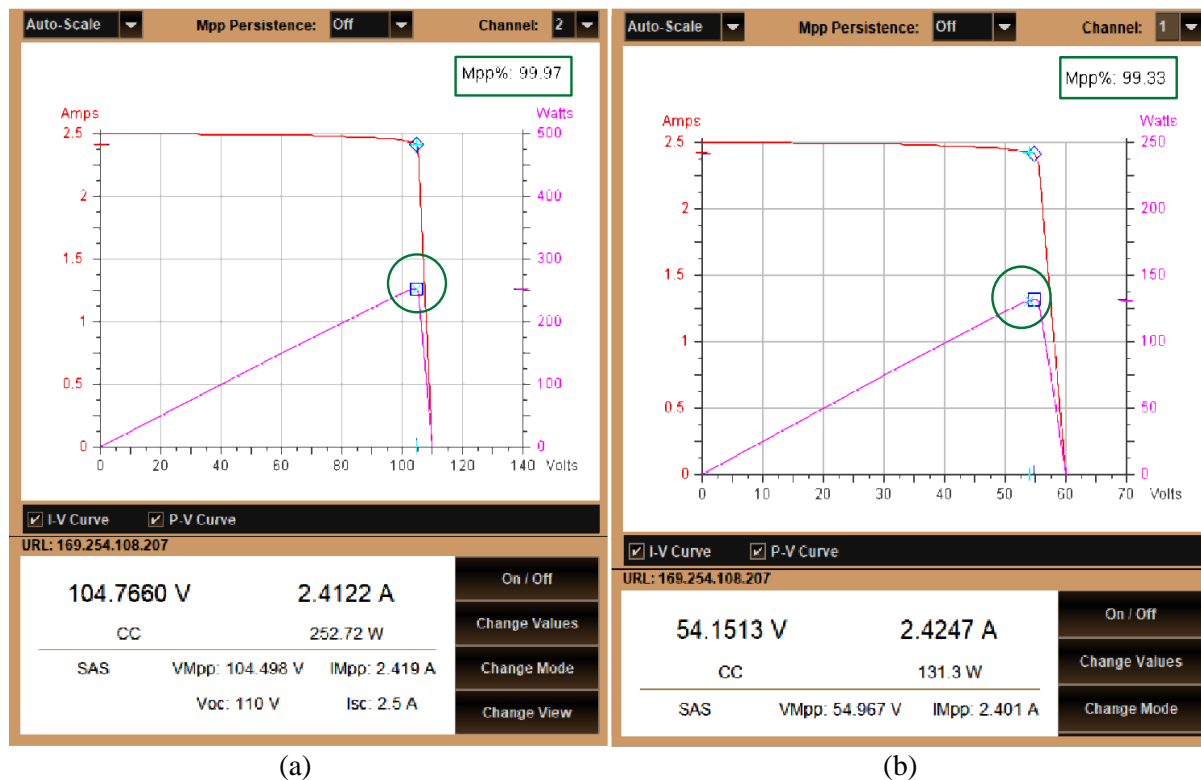 Auto-Scale Mpp Persistence: Off Channel: 2
Mpp%: 99.97
Amps Watts
2.5 500
2 400
1.5 300
1 200
0.5 100
0 0
0 20 40 60 80 100 120 140 Volts
I-V Curve P-V Curve
URL: 169.254.108.207
104.7660 V 2.4122 A
CC 252.72 W
SAS VMpp: 104.498 V IMpp: 2.419 A
Voc: 110 V Isc: 2.5 A
On / Off
Change Values
Change Mode
Change View
(a)
Auto-Scale Mpp Persistence: Off Channel: 1
Mpp%: 99.33
Amps Watts
2.5 250
2 200
1.5 150
1 100
0.5 50
0 0
0 10 20 30 40 50 60 70 Volts
I-V Curve P-V Curve
URL: 169.254.108.207
54.1513 V 2.4247 A
CC 131.3 W
SAS VMpp: 54.967 V IMpp: 2.401 A
On / Off
Change Values
Change Mode
(b)